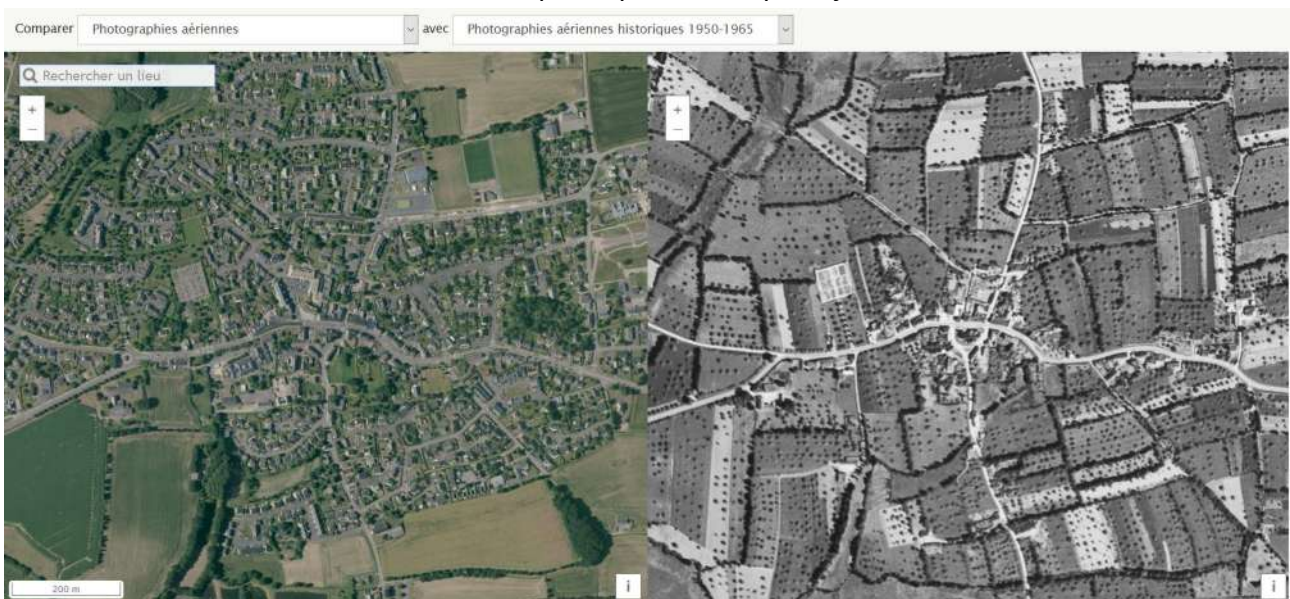 Comparer Photographies aériennes avec Photographies aériennes historiques 1950-1965
Rechercher un lieu
+ +
– –
200 m i i